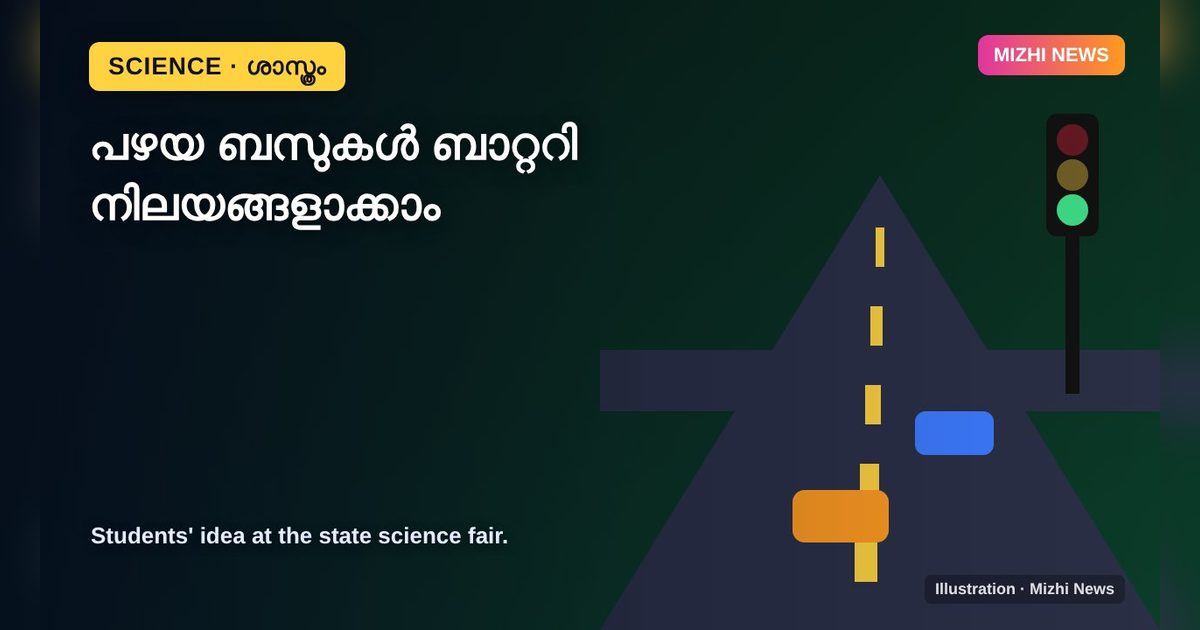 SCIENCE · ശാസ്ത്രം
MIZHI NEWS
പഴയ ബസുകൾ ബാറ്ററി
നിലയങ്ങളാക്കാം
Students' idea at the state science fair.
Illustration · Mizhi News